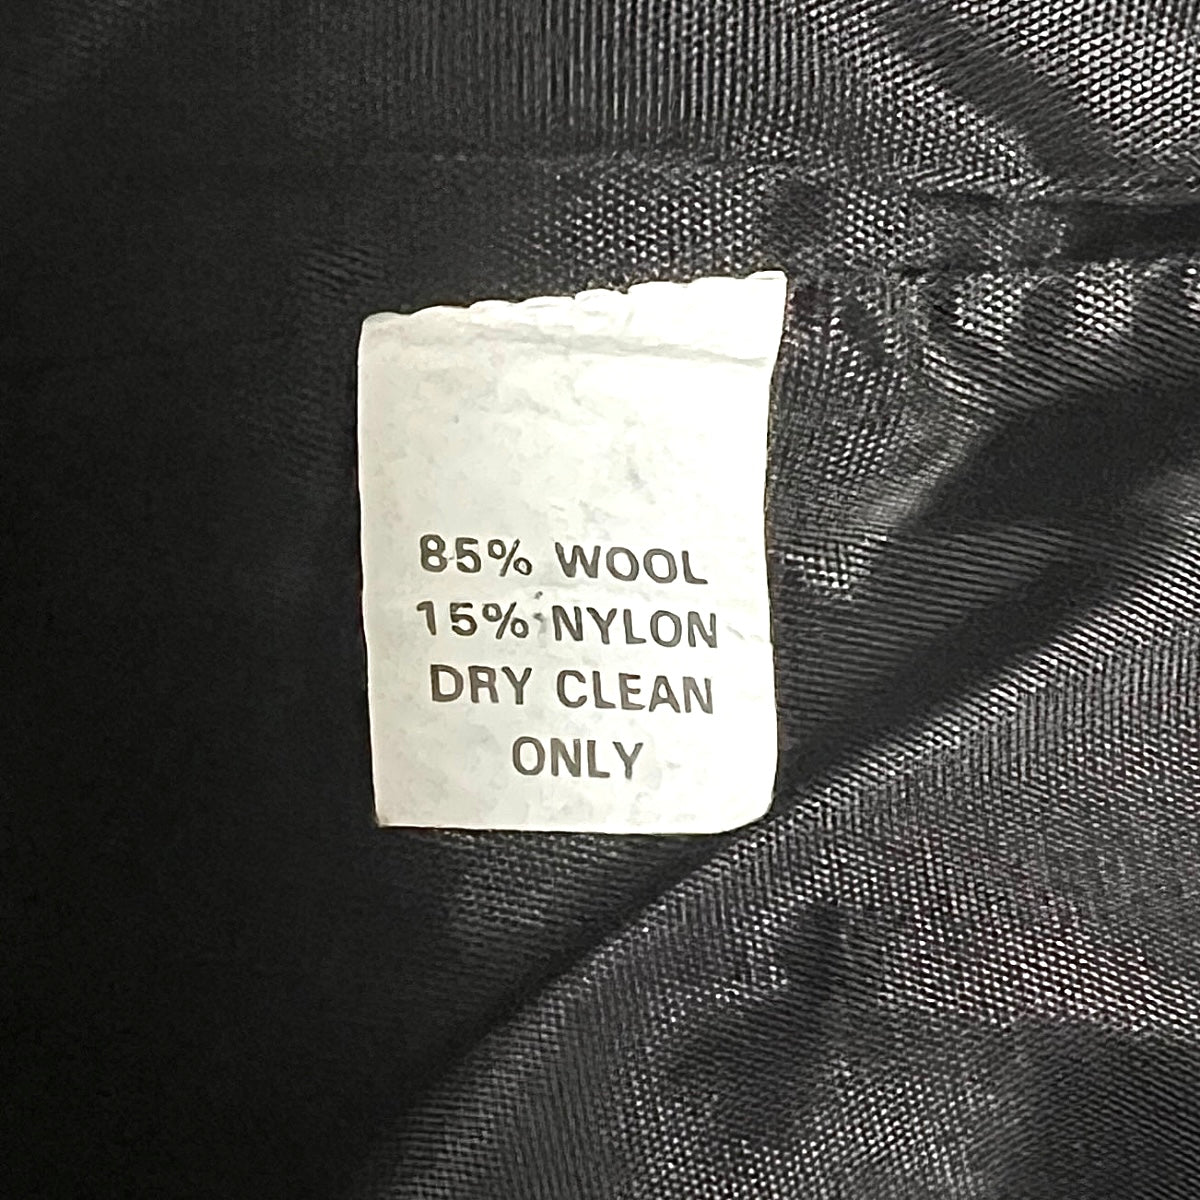 85% WOOL
15% NYLON
DRY CLEAN
ONLY